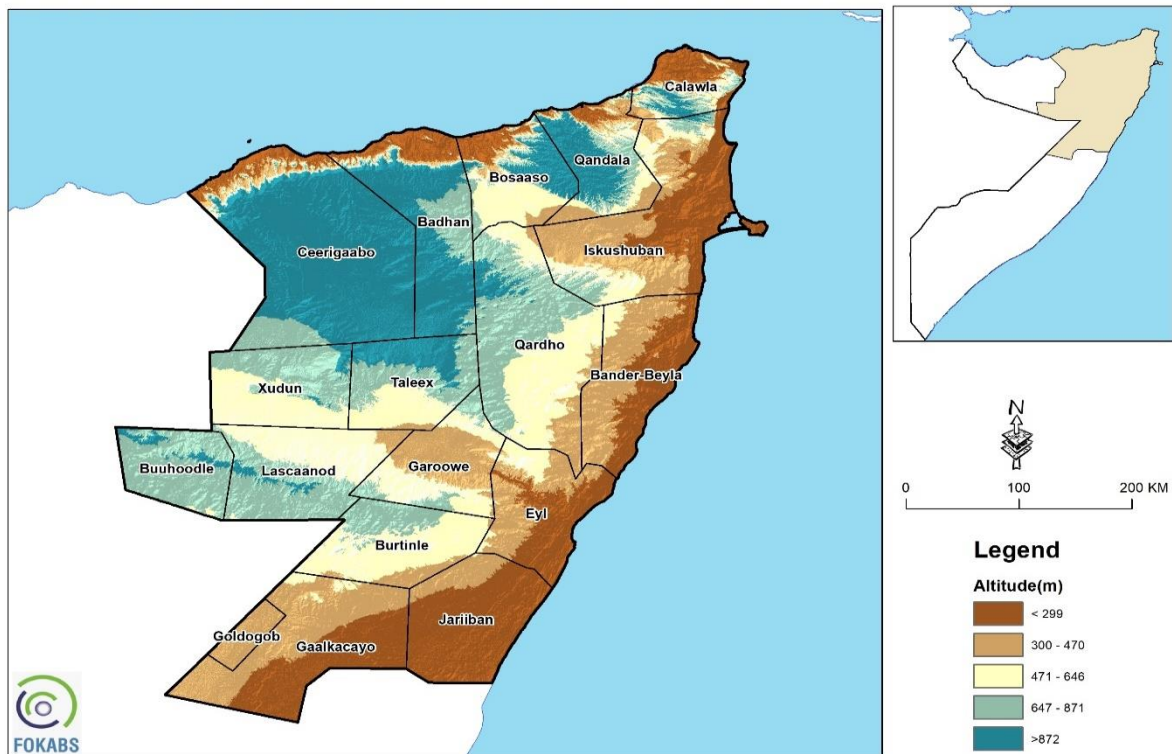 Calawla
Qandala
Bosaaso
Badhan
Ceerigaabo
Iskushuban
Qardho
Bander-Beyla
Xudun
Taleex
Buuhoodle
Lascaanod
Garoowe
Eyl
Burtinle
Jariiban
Goldogob
Gaalkacayo
FOKABS
N
0 100 200 KM
Legend
Altitude(m)
< 299
300 - 470
471 - 646
647 - 871
>872